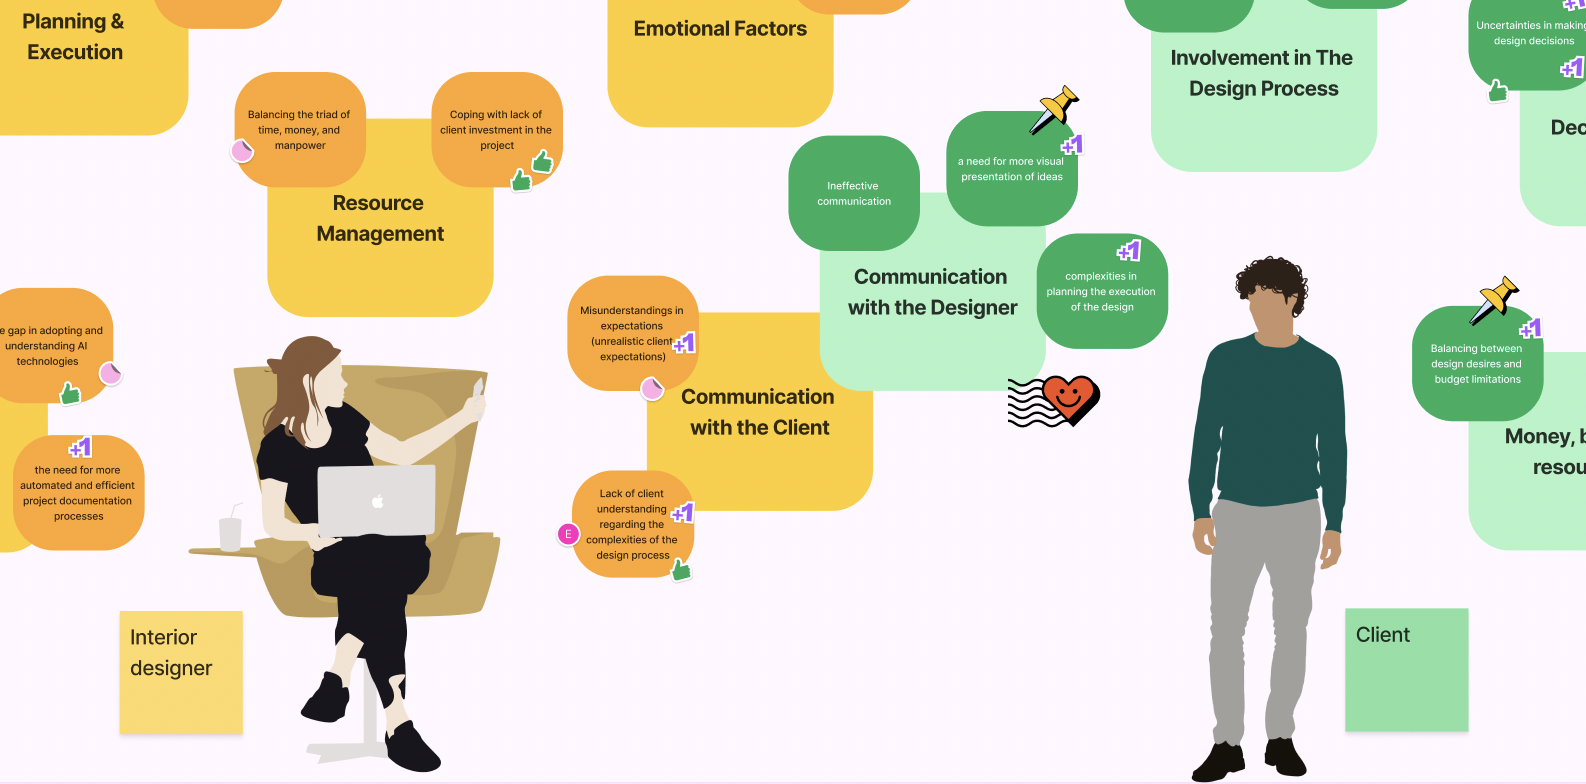 Planning &
Execution
Emotional Factors
Involvement in The
Design Process
+1
Uncertainties in making
design decisions
+1
Balancing the triad of
time, money, and
manpower
Coping with lack of
client investment in the
project
Resource
Management
Ineffective
communication
+1
a need for more visual
presentation of ideas
Communication
with the Designer
+1
complexities in
planning the execution
of the design
gap in adopting and
understanding AI
technologies
+1
the need for more
automated and efficient
project documentation
processes
Misunderstandings in
expectations
(unrealistic client
expectations)
+1
Communication
with the Client
Lack of client
understanding
regarding the
complexities of the
design process
+1
E
+1
Balancing between
design desires and
budget limitations
Money,
Interior
designer
Client